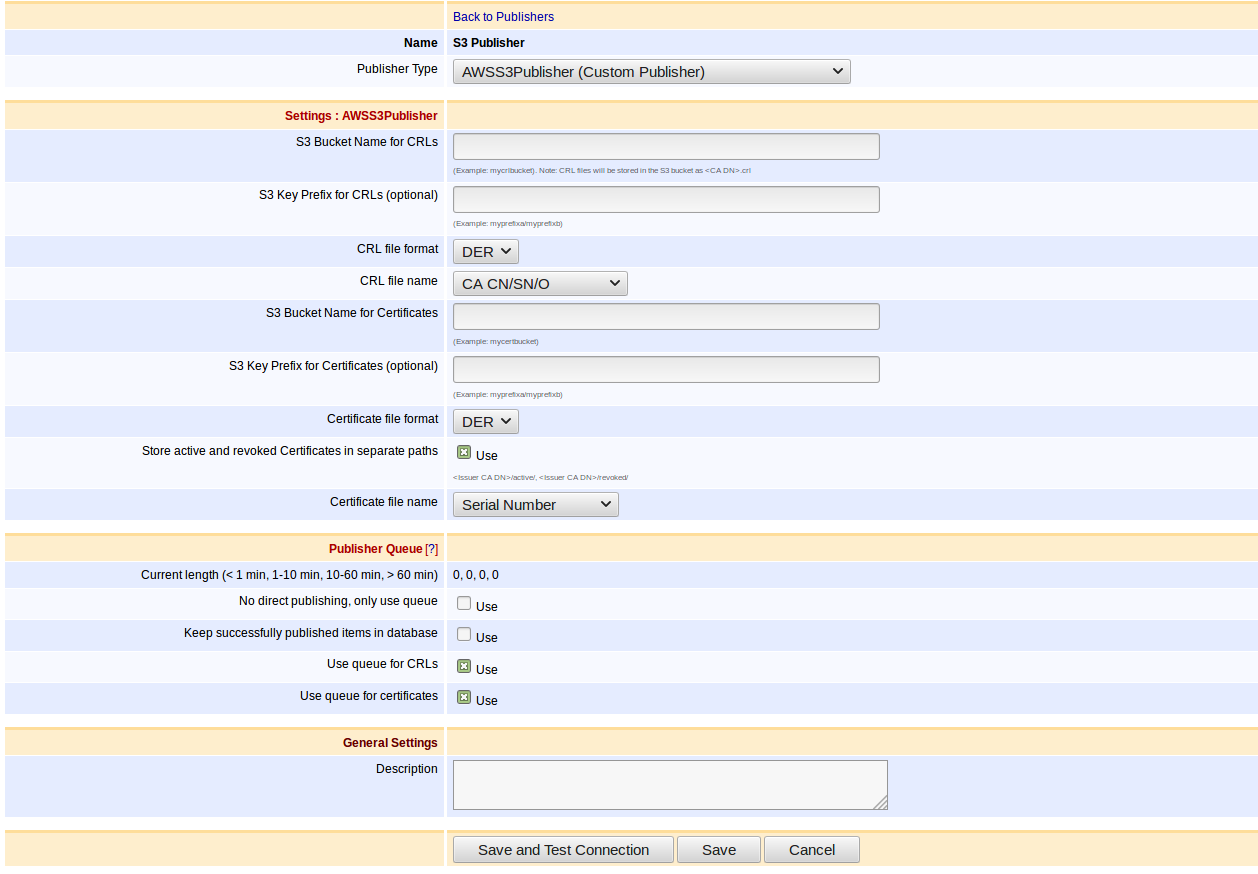 Back to Publishers
Name S3 Publisher
Publisher Type AWSS3Publisher (Custom Publisher)
Settings : AWSS3Publisher
S3 Bucket Name for CRLs
(Example: mycrlbucket). Note: CRL files will be stored in the S3 bucket as <CA DN>.crl
S3 Key Prefix for CRLs (optional)
(Example: myprefixa/myprefixb)
CRL file format DER
CRL file name CA CN/SN/O
S3 Bucket Name for Certificates
(Example: mycertbucket)
S3 Key Prefix for Certificates (optional)
(Example: myprefixa/myprefixb)
Certificate file format DER
Store active and revoked Certificates in separate paths Use
<Issuer CA DN>/active/, <Issuer CA DN>/revoked/
Certificate file name Serial Number
Publisher Queue [?]
Current length (< 1 min, 1-10 min, 10-60 min, > 60 min) 0, 0, 0, 0
No direct publishing, only use queue Use
Keep successfully published items in database Use
Use queue for CRLs Use
Use queue for certificates Use
General Settings
Description
Save and Test Connection Save Cancel